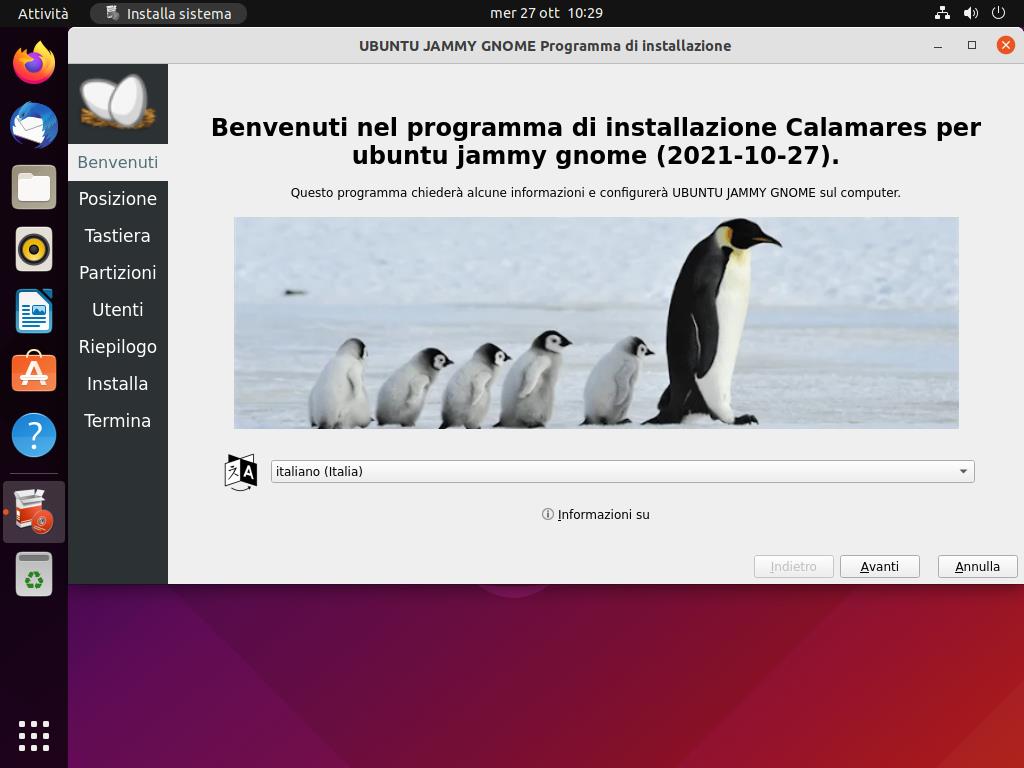 Attività
Installa sistema
mer 27 ott 10:29
UBUNTU JAMMY GNOME Programma di installazione
Benvenuti
Posizione
Tastiera
Partizioni
Utenti
Riepilogo
Installa
Termina
Benvenuti nel programma di installazione Calamares per
ubuntu jammy gnome (2021-10-27).
Questo programma chiederà alcune informazioni e configurerà UBUNTU JAMMY GNOME sul computer.
italiano (Italia)
Informazioni su
Indietro
Avanti
Annulla